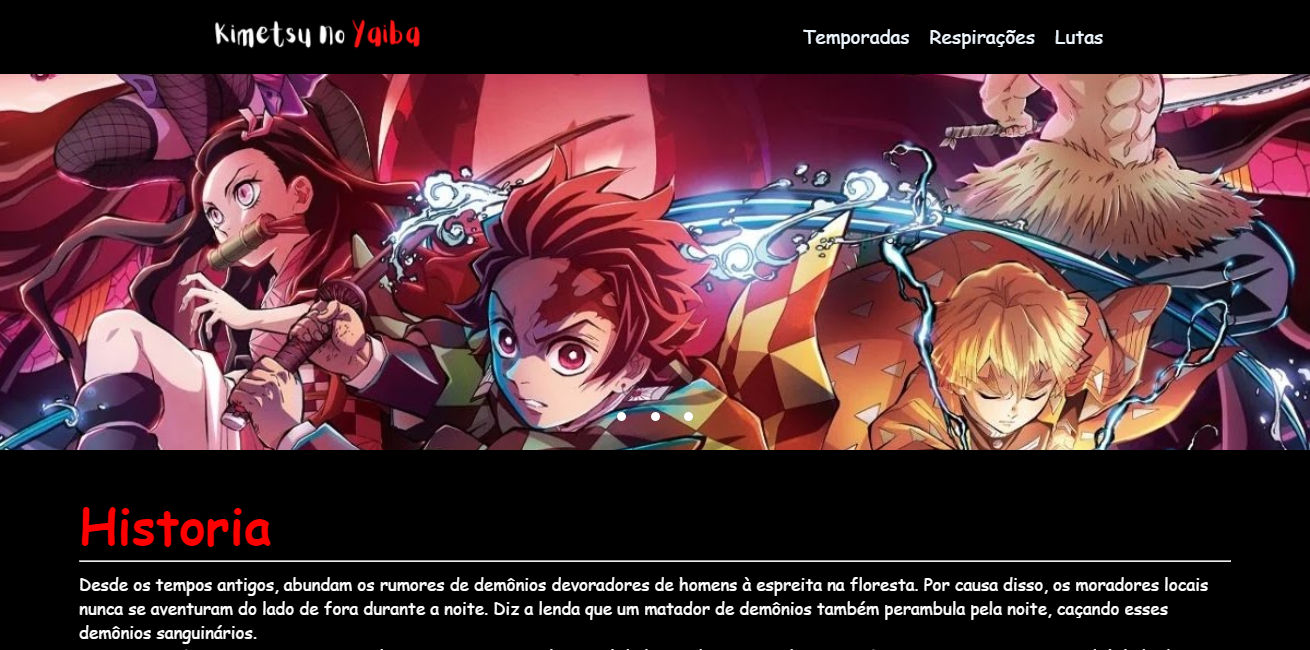 Kimetsu no Yaiba
Temporadas Respirações Lutas
Historia
Desde os tempos antigos, abundam os rumores de demônios devoradores de homens à espreita na floresta. Por causa disso, os moradores locais
nunca se aventuram do lado de fora durante a noite. Diz a lenda que um matador de demônios também perambula pela noite, caçando esses
demônios sanguinários.